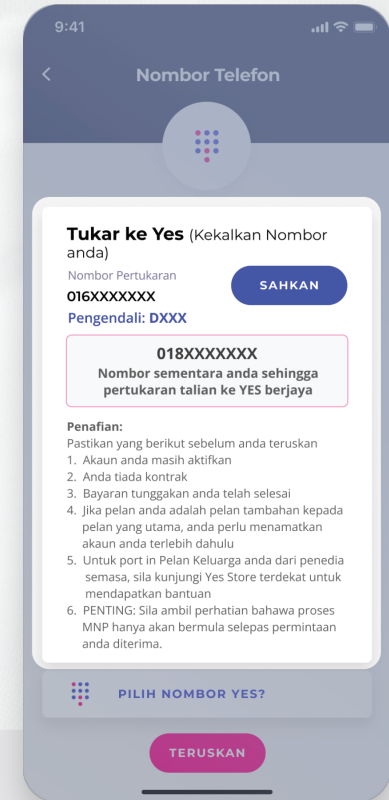 9:41
Nombor Telefon
Tukar ke Yes (Kekalkan Nombor
anda)
Nombor Pertukaran
016XXXXXXX
SAHKAN
Pengendali: DXXX
018XXXXXXX
Nombor sementara anda sehingga
pertukaran talian ke YES berjaya
Penafian:
Pastikan yang berikut sebelum anda teruskan
1. Akaun anda masih aktifkan
2. Anda tiada kontrak
3. Bayaran tunggakan anda telah selesai
4. Jika pelan anda adalah pelan tambahan kepada
pelan yang utama, anda perlu menamatkan
akaun anda terlebih dahulu
5. Untuk port in Pelan Keluarga anda dari penedia
semasa, sila kunjungi Yes Store terdekat untuk
mendapatkan bantuan
6. PENTING: Sila ambil perhatian bahawa proses
MNP hanya akan bermula selepas permintaan
anda diterima.
PILIH NOMBOR YES?
TERUSKAN